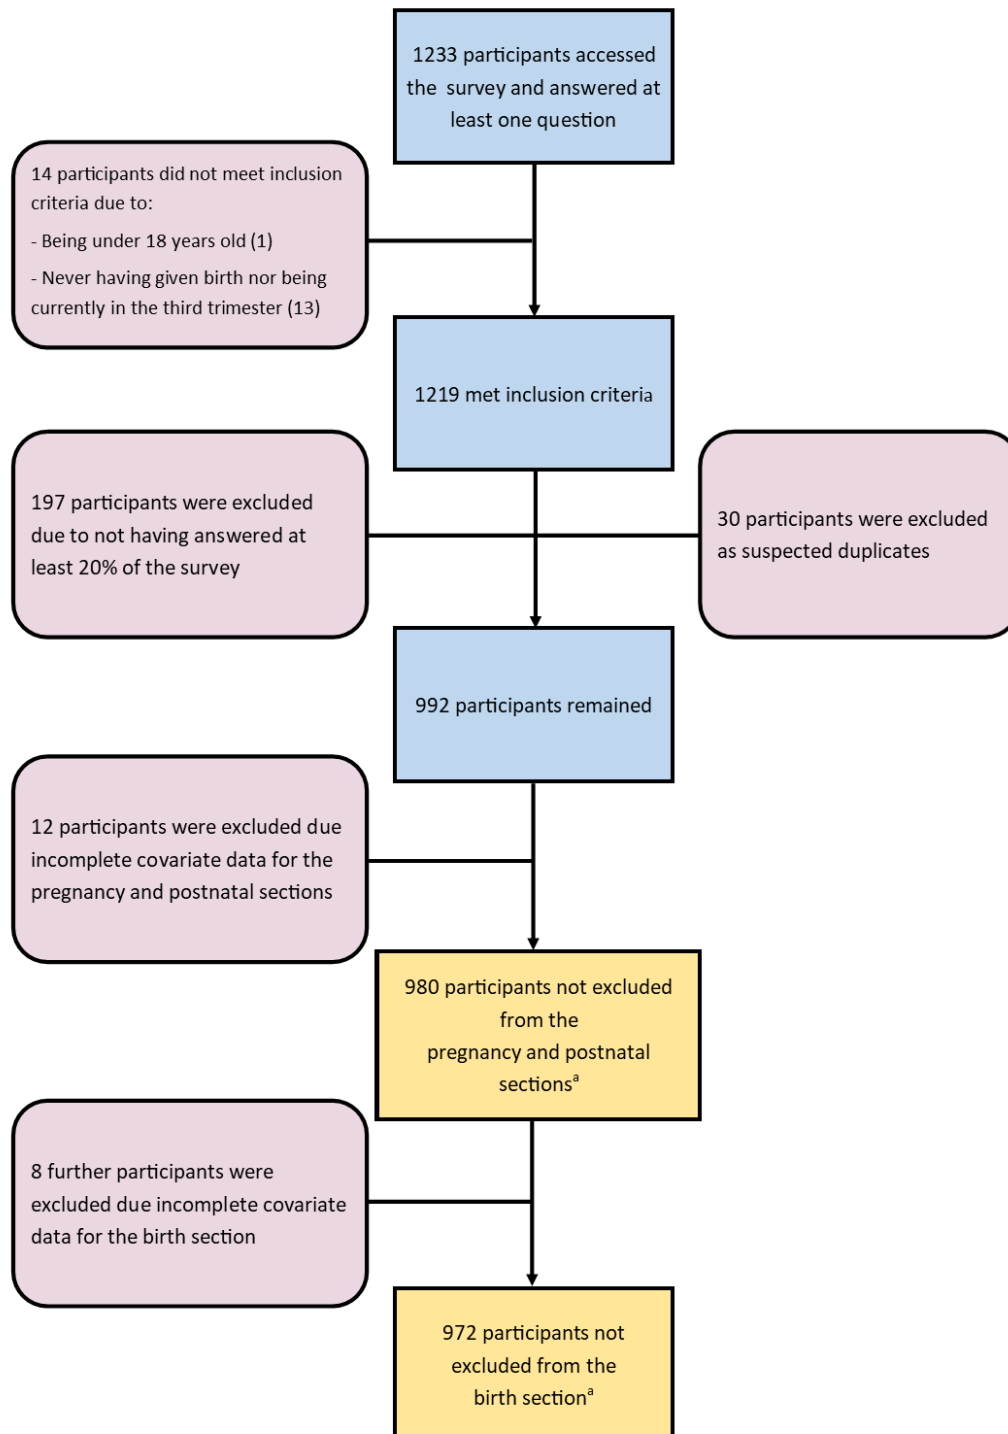 1233 participants accessed
the survey and answered at
least one question
14 participants did not meet inclusion
criteria due to:
- Being under 18 years old (1)
- Never having given birth nor being
currently in the third trimester (13)
1219 met inclusion criteria
197 participants were excluded
due to not having answered at
least 20% of the survey
30 participants were excluded
as suspected duplicates
992 participants remained
12 participants were excluded due
incomplete covariate data for the
pregnancy and postnatal sections
980 participants not excluded
from the
pregnancy and postnatal
sectionsᵃ
8 further participants were
excluded due incomplete covariate
data for the birth section
972 participants not
excluded from the
birth sectionᵃ